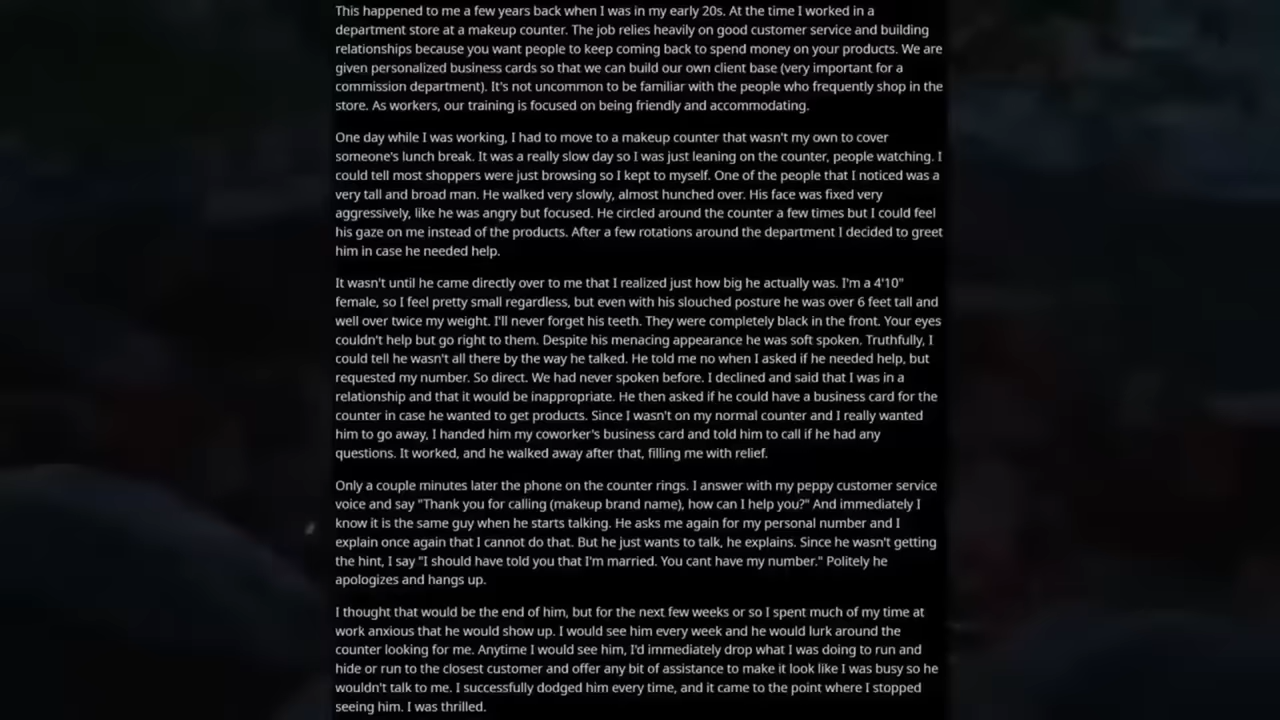 This happened to me a few years back when I was in my early 20s. At the time I worked in a
department store at a makeup counter. The job relies heavily on good customer service and building
relationships because you want people to keep coming back to spend money on your products. We are
given personalized business cards so that we can build our own client base (very important for a
commission department). It's not uncommon to be familiar with the people who frequently shop in the
store. As workers, our training is focused on being friendly and accommodating.
One day while I was working, I had to move to a makeup counter that wasn't my own to cover
someone's lunch break. It was a really slow day so I was just leaning on the counter, people watching. I
could tell most shoppers were just browsing so I kept to myself. One of the people that I noticed was a
very tall and broad man. He walked very slowly, almost hunched over. His face was fixed very
aggressively, like he was angry but focused. He circled around the counter a few times but I could feel
his gaze on me instead of the products. After a few rotations around the department I decided to greet
him in case he needed help.
It wasn't until he came directly over to me that I realized just how big he actually was. I'm a 4'10"
female, so I feel pretty small regardless, but even with his slouched posture he was over 6 feet tall and
well over twice my weight. I'll never forget his teeth. They were completely black in the front. Your eyes
couldn't help but go right to them. Despite his menacing appearance he was soft spoken. Truthfully, I
could tell he wasn't all there by the way he talked. He told me no when I asked if he needed help, but
requested my number. So direct. We had never spoken before. I declined and said that I was in a
relationship and that it would be inappropriate. He then asked if he could have a business card for the
counter in case he wanted to get products. Since I wasn't on my normal counter and I really wanted
him to go away, I handed him my coworker's business card and told him to call if he had any
questions. It worked, and he walked away after that, filling me with relief.
Only a couple minutes later the phone on the counter rings. I answer with my peppy customer service
voice and say "Thank you for calling (makeup brand name), how can I help you?" And immediately I
know it is the same guy when he starts talking. He asks me again for my personal number and I
explain once again that I cannot do that. But he just wants to talk, he explains. Since he wasn't getting
the hint, I say "I should have told you that I'm married. You cant have my number." Politely he
apologizes and hangs up.
I thought that would be the end of him, but for the next few weeks or so I spent much of my time at
work anxious that he would show up. I would see him every week and he would lurk around the
counter looking for me. Anytime I would see him, I'd immediately drop what I was doing to run and
hide or run to the closest customer and offer any bit of assistance to make it look like I was busy so he
wouldn't talk to me. I successfully dodged him every time, and it came to the point where I stopped
seeing him. I was thrilled.